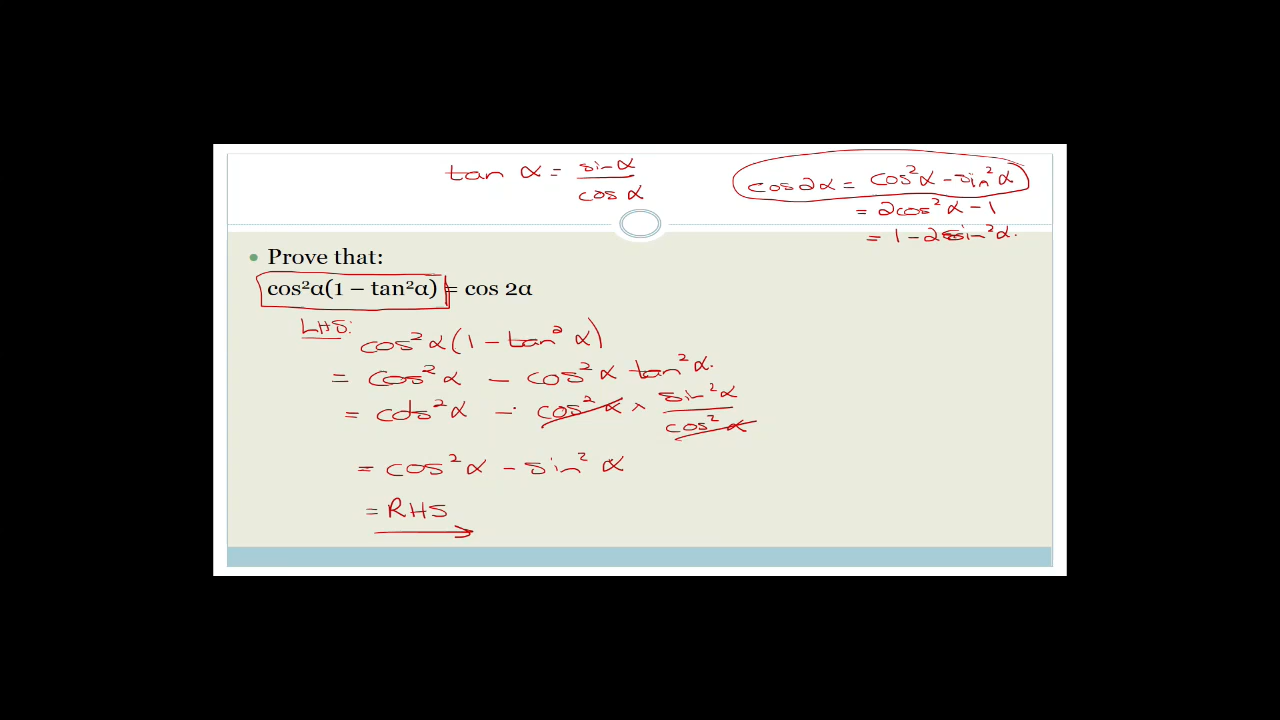 tan α = sin α / cos α
cos 2α = cos²α - sin²α
= 2cos²α - 1
= 1 - 2sin²α.
• Prove that:
cos²α(1 – tan²α) = cos 2α
LHS:
cos²α(1 - tan²α)
= cos²α - cos²α tan²α.
= cos²α - cos²α × sin²α / cos²α
= cos²α - sin²α
= RHS